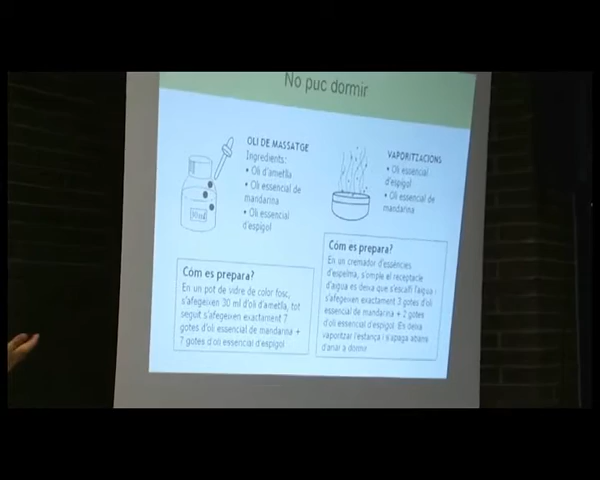 No puc dormir
OLI DE MASSATGE
Ingredients:
• Oli d'ametlla
• Oli essencial de
mandarina
• Oli essencial
d'espígol
30 ml
Cóm es prepara?
En un pot de vidre de color fosc,
s'afegeixen 30 ml d'oli d'ametlla, tot
seguit s'afegeixen exactament 7
gotes d'oli essencial de mandarina +
7 gotes d'oli essencial d'espígol
VAPORITZACIONS
• Oli essencial
d'espígol
• Oli essencial de
mandarina
Cóm es prepara?
En un cremador d'essències
d'espelma, s'omple el receptacle
d'aigua es deixa que s'escalfi l'aigua i
s'afegeixen exactament 3 gotes d'oli
essencial de mandarina + 2 gotes
d'oli essencial d'espígol. Es deixa
vaporitzar l'estança i s'apaga abans
d'anar a dormir.